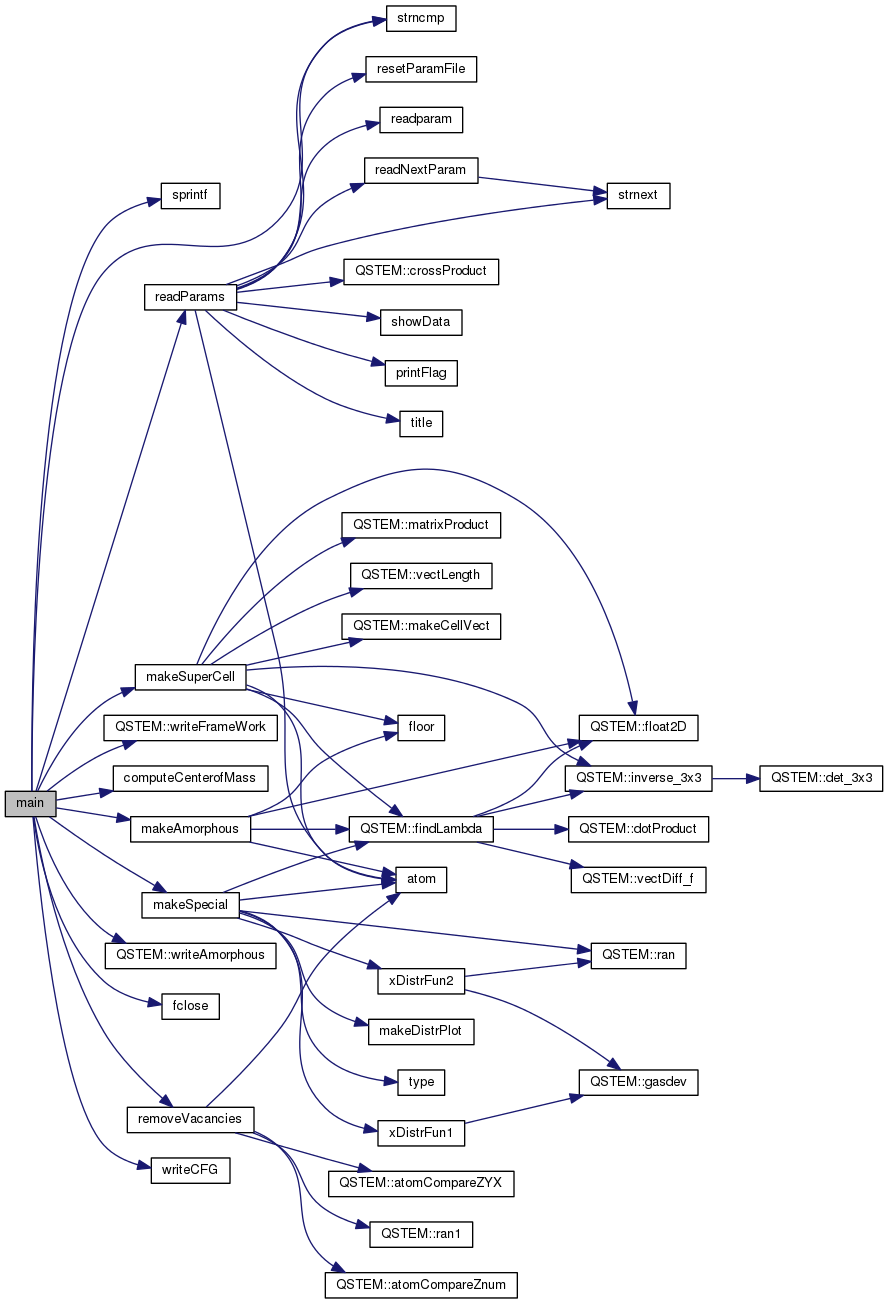 strncmp
resetParamFile
readparam
readNextParam
sprintf
strnext
QSTEM::crossProduct
readParams
showData
printFlag
title
QSTEM::matrixProduct
QSTEM::vectLength
QSTEM::makeCellVect
makeSuperCell
QSTEM::writeFrameWork
floor
QSTEM::float2D
computeCenterofMass
QSTEM::inverse_3x3
QSTEM::det_3x3
main
makeAmorphous
QSTEM::findLambda
QSTEM::dotProduct
atom
QSTEM::vectDiff_f
makeSpecial
QSTEM::writeAmorphous
QSTEM::ran
xDistrFun2
fclose
makeDistrPlot
type
QSTEM::gasdev
removeVacancies
xDistrFun1
writeCFG
QSTEM::atomCompareZYX
QSTEM::ran1
QSTEM::atomCompareZnum